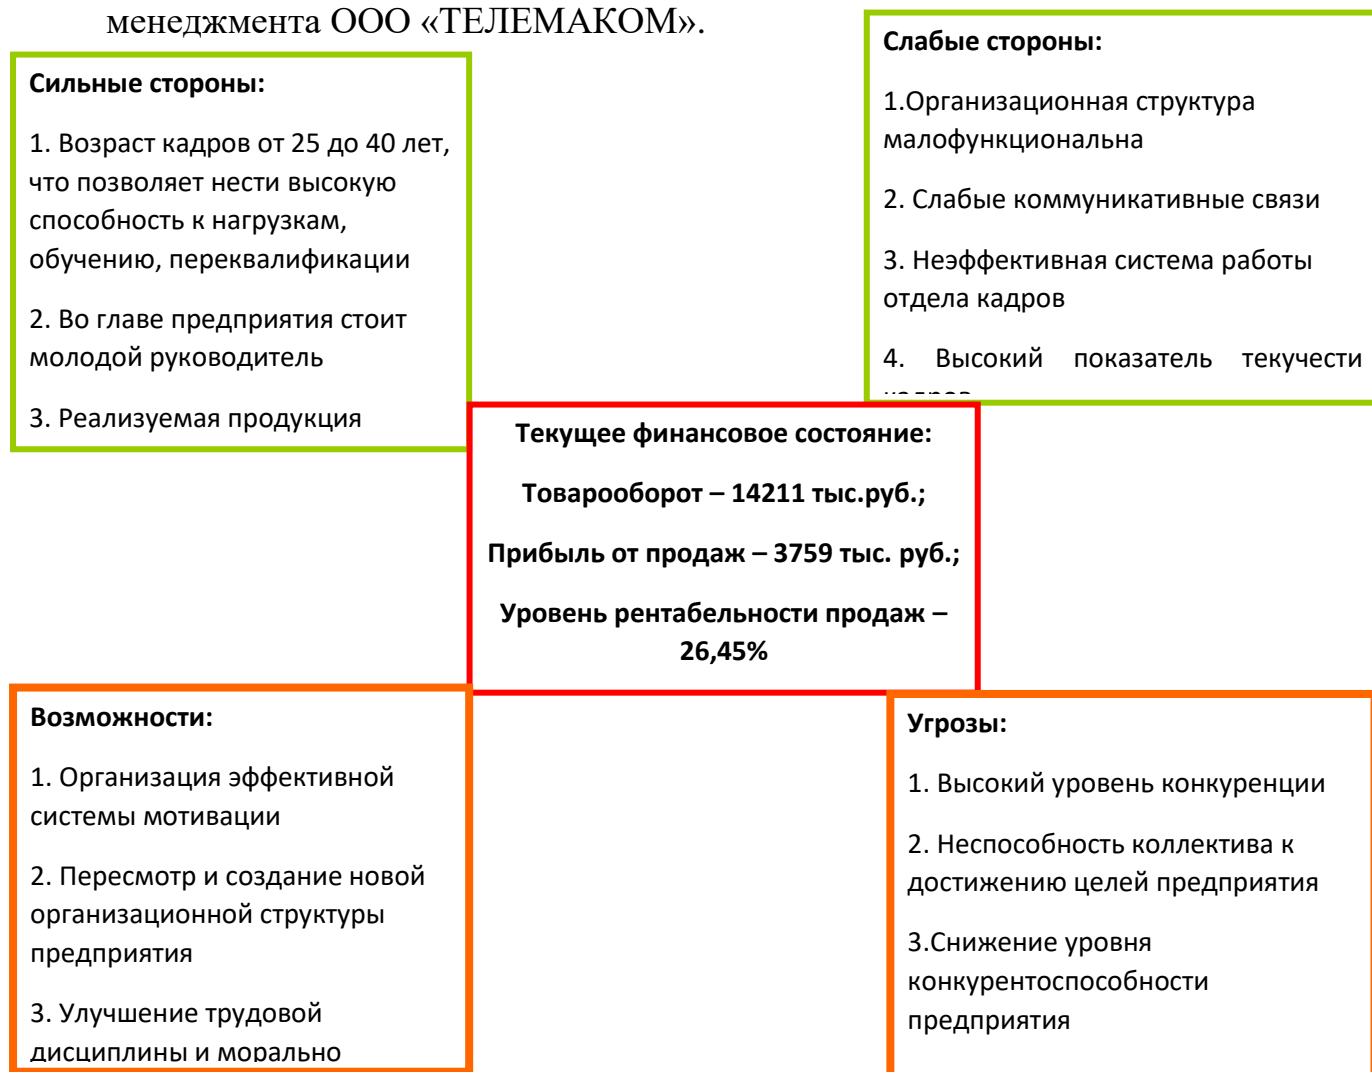 менеджмента ООО «ТЕЛЕМАКОМ».
Сильные стороны:
1. Возраст кадров от 25 до 40 лет,
что позволяет нести высокую
способность к нагрузкам,
обучению, переквалификации
2. Во главе предприятия стоит
молодой руководитель
3. Реализуемая продукция
Слабые стороны:
1.Организационная структура
малофункциональна
2. Слабые коммуникативные связи
3. Неэффективная система работы
отдела кадров
4. Высокий показатель текучести
Текущее финансовое состояние:
Товарооборот – 14211 тыс.руб.;
Прибыль от продаж – 3759 тыс. руб.;
Уровень рентабельности продаж –
26,45%
Возможности:
1. Организация эффективной
системы мотивации
2. Пересмотр и создание новой
организационной структуры
предприятия
3. Улучшение трудовой
дисциплины и морально
Угрозы:
1. Высокий уровень конкуренции
2. Неспособность коллектива к
достижению целей предприятия
3.Снижение уровня
конкурентоспособности
предприятия